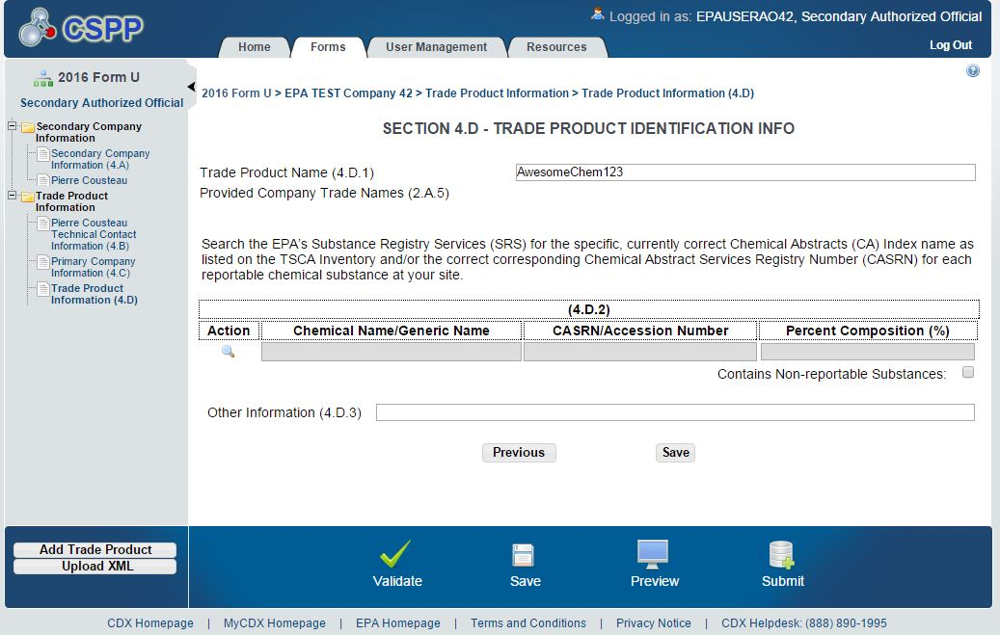 CSPP
Logged in as: EPAUSERAO42, Secondary Authorized Official
Home Forms User Management Resources
Log Out
2016 Form U
Secondary Authorized Official
Secondary Company
Information
Secondary Company
Information (4.A)
Pierre Cousteau
Trade Product
Information
Pierre Cousteau
Technical Contact
Information (4.B)
Primary Company
Information (4.C)
Trade Product
Information (4.D)
2016 Form U > EPA TEST Company 42 > Trade Product Information > Trade Product Information (4.D)
SECTION 4.D - TRADE PRODUCT IDENTIFICATION INFO
Trade Product Name (4.D.1) AwesomeChem123
Provided Company Trade Names (2.A.5)
Search the EPA's Substance Registry Services (SRS) for the specific, currently correct Chemical Abstracts (CA) Index name as
listed on the TSCA Inventory and/or the correct corresponding Chemical Abstract Services Registry Number (CASRN) for each
reportable chemical substance at your site.
(4.D.2)
Action Chemical Name/Generic Name CASRN/Accession Number Percent Composition (%)
Contains Non-reportable Substances:
Other Information (4.D.3)
Previous Save
Add Trade Product
Upload XML
Validate Save Preview Submit
CDX Homepage | MyCDX Homepage | EPA Homepage | Terms and Conditions | Privacy Notice | CDX Helpdesk: (888) 890-1995